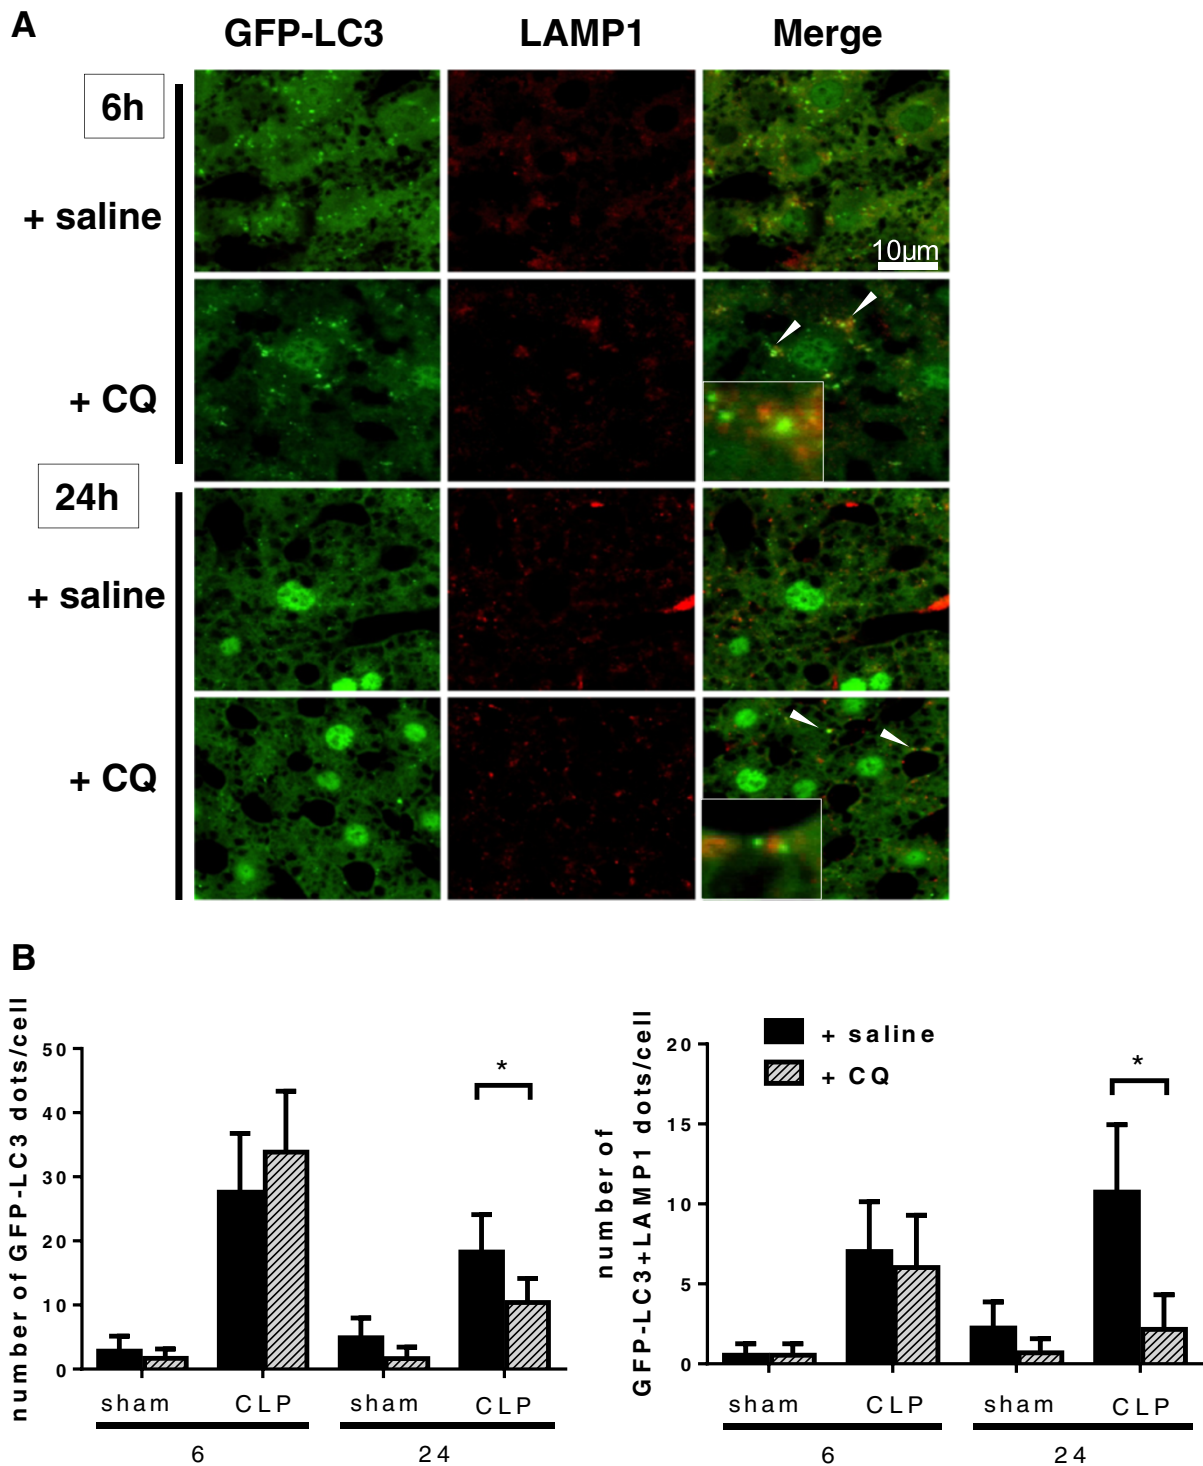 A
GFP-LC3 LAMP1 Merge
6h
+ saline
10μm
+ CQ
24h
+ saline
+ CQ
B
number of GFP-LC3 dots/cell
50
40
30
20
10
0
*
sham CLP sham CLP
6 24
number of
GFP-LC3+LAMP1 dots/cell
20
15
10
5
0
+ saline
+ CQ
*
sham CLP sham CLP
6 24